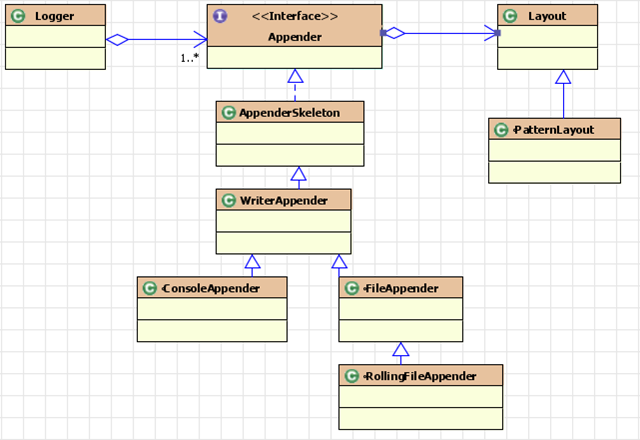 Logger
<<Interface>>
Appender
Layout
1..*
AppenderSkeleton
PatternLayout
WriterAppender
ConsoleAppender
FileAppender
RollingFileAppender